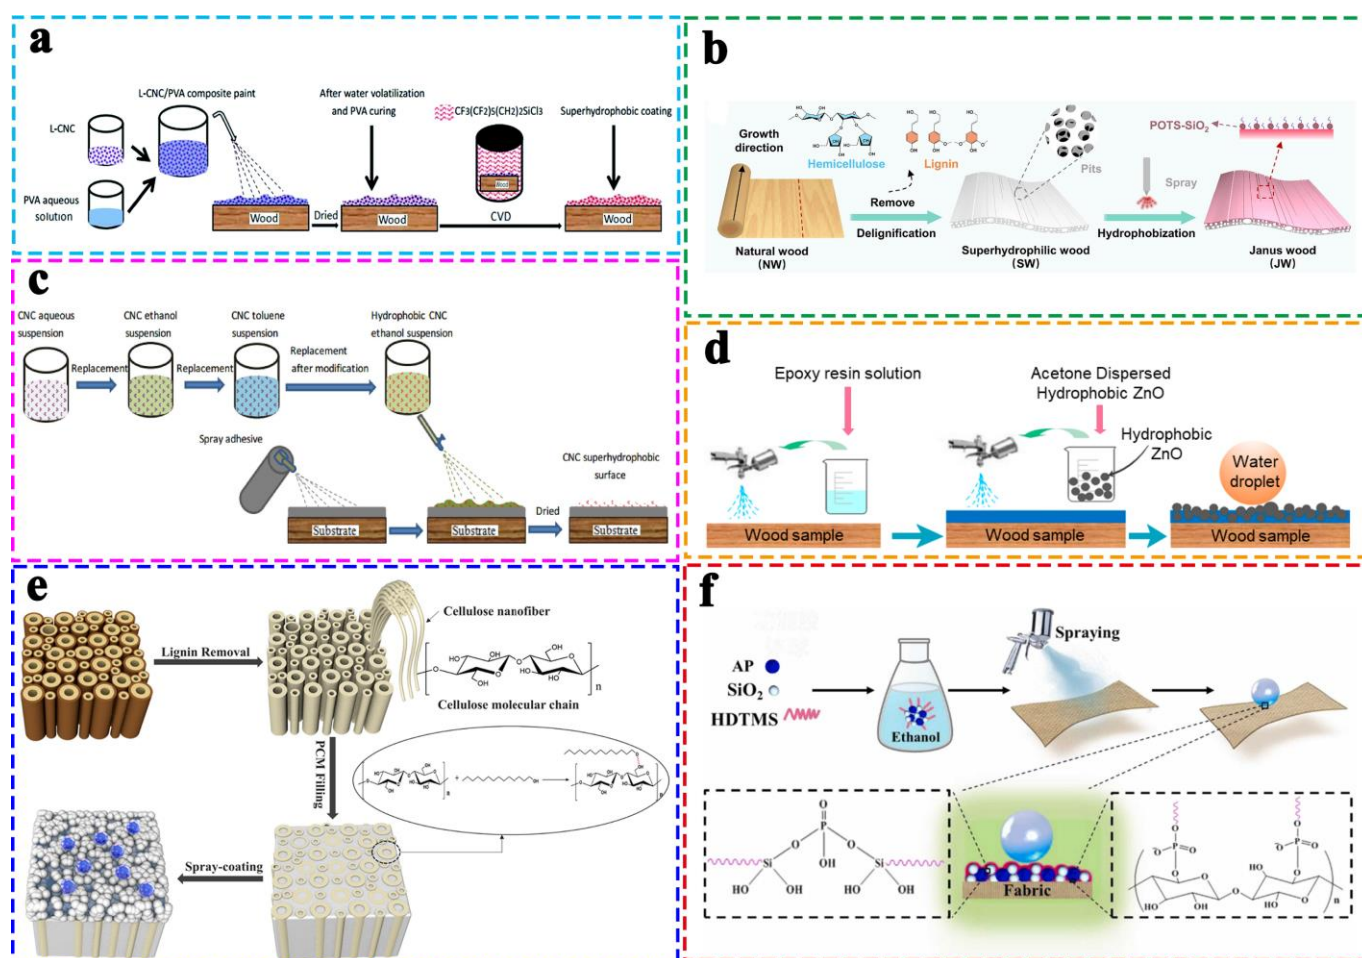 a
L-CNC/PVA composite paint
L-CNC
PVA aqueous
solution
Wood
Dried
After water volatilization
and PVA curing
Wood
CF3(CF2)5(CH2)2SiCl3
Wood
CVD
Superhydrophobic coating
Wood
b
Growth
direction
Natural wood
(NW)
Hemicellulose
Lignin
Remove
Delignification
Pits
Superhydrophilic wood
(SW)
Spray
Hydrophobization
POTS-SiO2
Janus wood
(JW)
c
CNC aqueous
suspension
Replacement
CNC ethanol
suspension
Replacement
CNC toluene
suspension
Replacement
after modification
Hydrophobic CNC
ethanol suspension
Spray adhesive
Substrate
Substrate
Dried
CNC superhydrophobic
surface
Substrate
d
Epoxy resin solution
Wood sample
Acetone Dispersed
Hydrophobic ZnO
Hydrophobic
ZnO
Wood sample
Water
droplet
Wood sample
e
Lignin Removal
Cellulose nanofiber
Cellulose molecular chain
PCM Filling
Spray-coating
f
AP
SiO2
HDTMS
Ethanol
Spraying
Fabric